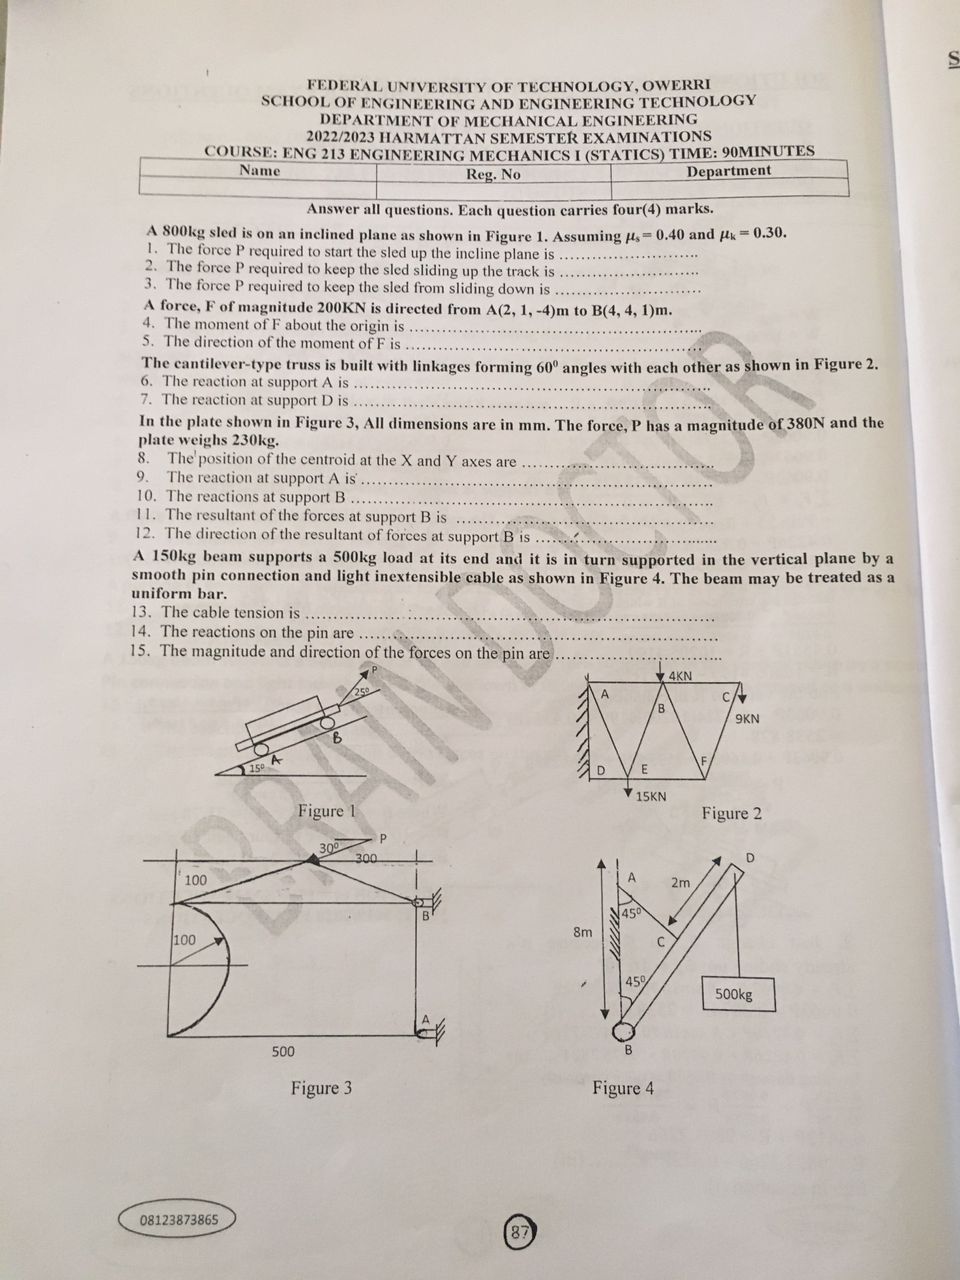 S
FEDERAL UNIVERSITY OF TECHNOLOGY, OWERRI
SCHOOL OF ENGINEERING AND ENGINEERING TECHNOLOGY
DEPARTMENT OF MECHANICAL ENGINEERING
2022/2023 HARMATTAN SEMESTER EXAMINATIONS
COURSE: ENG 213 ENGINEERING MECHANICS I (STATICS) TIME: 90MINUTES
Name Reg. No Department
Answer all questions. Each question carries four(4) marks.
A 800kg sled is on an inclined plane as shown in Figure 1. Assuming μs = 0.40 and μk = 0.30.
1. The force P required to start the sled up the incline plane is ..........................
2. The force P required to keep the sled sliding up the track is ..........................
3. The force P required to keep the sled from sliding down is ...........................
A force, F of magnitude 200KN is directed from A(2, 1, -4)m to B(4, 4, 1)m.
4. The moment of F about the origin is ......................................................
5. The direction of the moment of F is ......................................................
The cantilever-type truss is built with linkages forming 60⁰ angles with each other as shown in Figure 2.
6. The reaction at support A is ................................................................
7. The reaction at support D is ................................................................
In the plate shown in Figure 3, All dimensions are in mm. The force, P has a magnitude of 380N and the
plate weighs 230kg.
8. The position of the centroid at the X and Y axes are ...................................
9. The reaction at support A is ................................................................
10. The reactions at support B ................................................................
11. The resultant of the forces at support B is ..............................................
12. The direction of the resultant of forces at support B is ................................
A 150kg beam supports a 500kg load at its end and it is in turn supported in the vertical plane by a
smooth pin connection and light inextensible cable as shown in Figure 4. The beam may be treated as a
uniform bar.
13. The cable tension is .........................................................................
14. The reactions on the pin are ................................................................
15. The magnitude and direction of the forces on the pin are ..............................
BRAIN DOCTOR
P
25⁰
B
A
15⁰
Figure 1
4KN
A
B
C
9KN
D
E
F
15KN
Figure 2
P
30⁰
300
100
B
100
A
500
Figure 3
D
A
2m
45⁰
8m
C
45⁰
500kg
B
Figure 4
08123873865
87